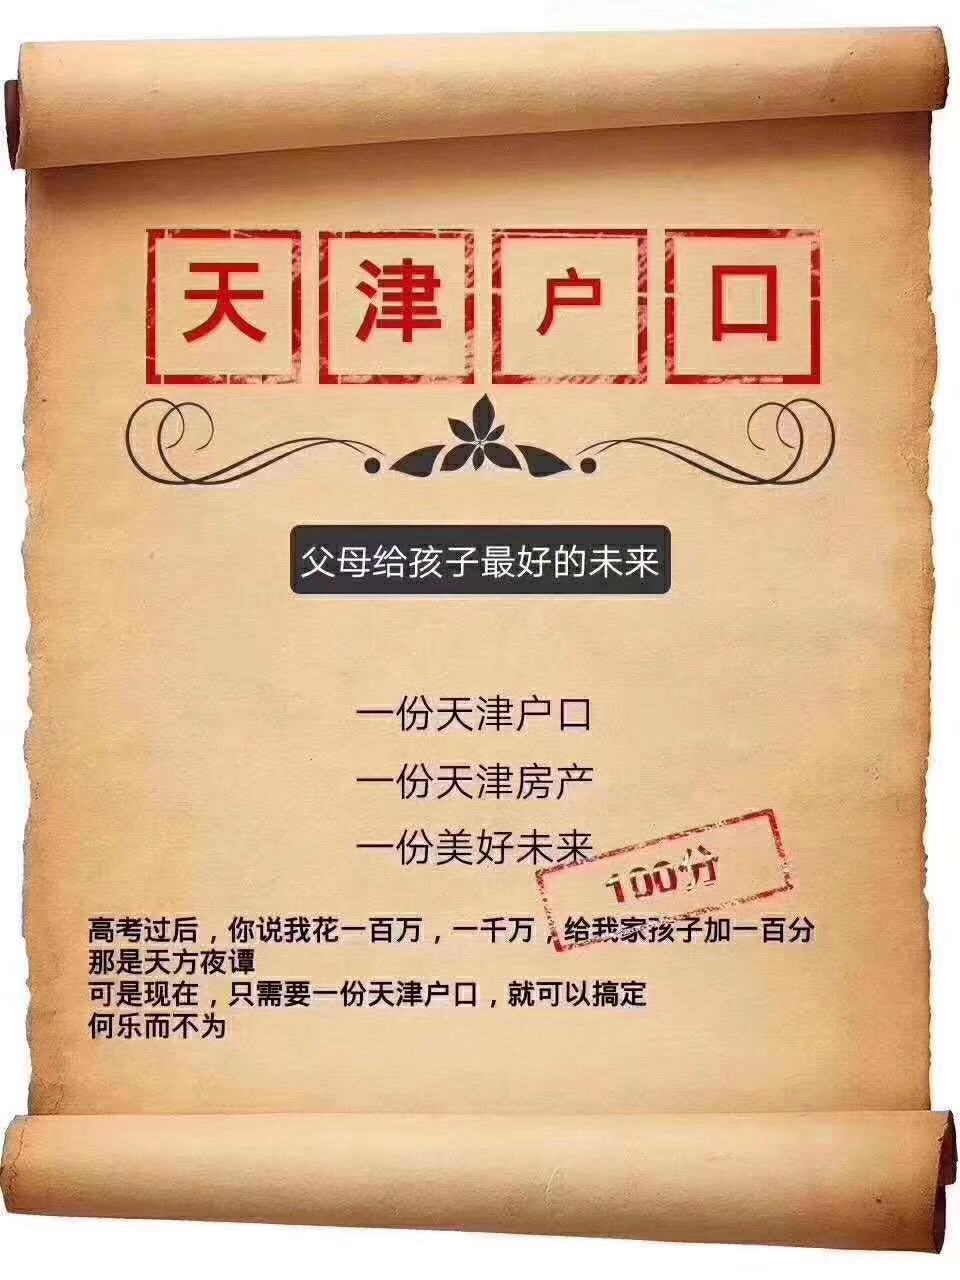 天津户口
父母给孩子最好的未来
一份天津户口
一份天津房产
一份美好未来
100分
高考过后，你说我花一百万，一千万，给我家孩子加一百分
那是天方夜谭
可是现在，只需要一份天津户口，就可以搞定
何乐而不为